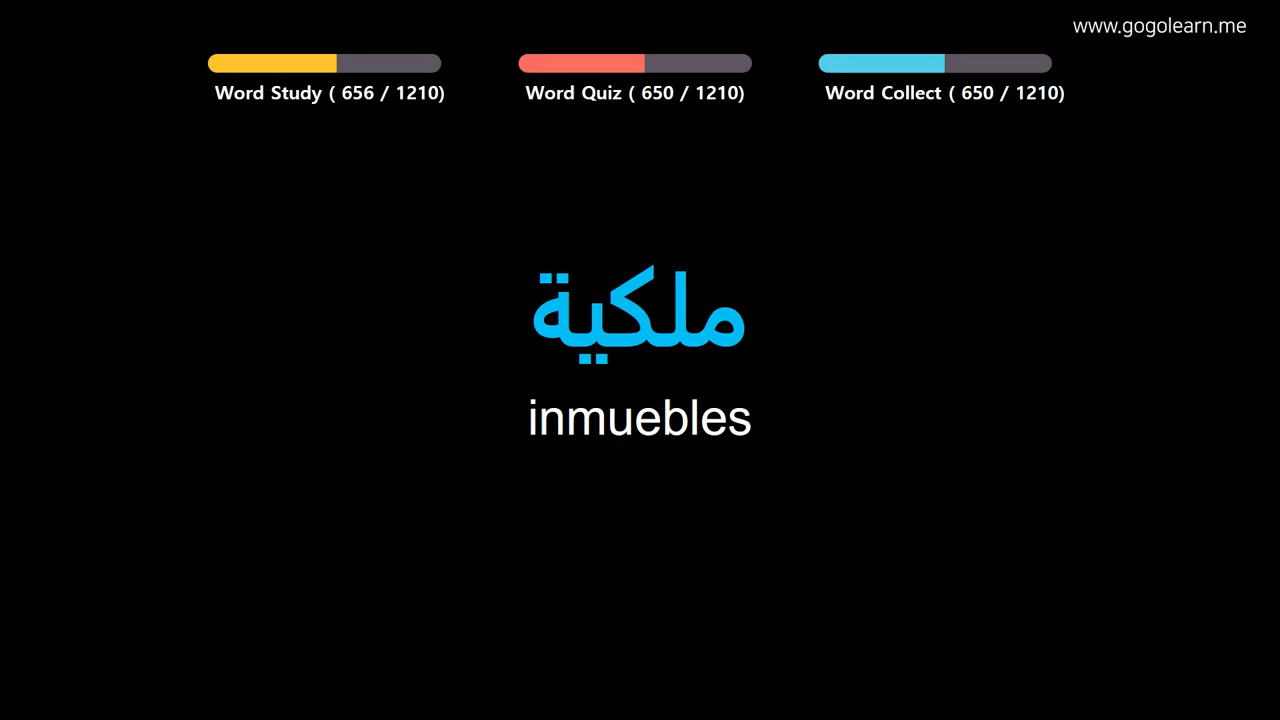 www.gogolearn.me
Word Study ( 656 / 1210)
Word Quiz ( 650 / 1210)
Word Collect ( 650 / 1210)
ملكية
inmuebles